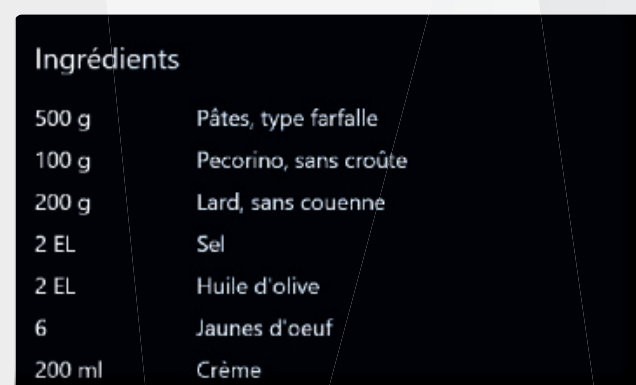 Ingrédients
500 g Pâtes, type farfalle
100 g Pecorino, sans croûte
200 g Lard, sans couenne
2 EL Sel
2 EL Huile d'olive
6 Jaunes d'oeuf
200 ml Crème